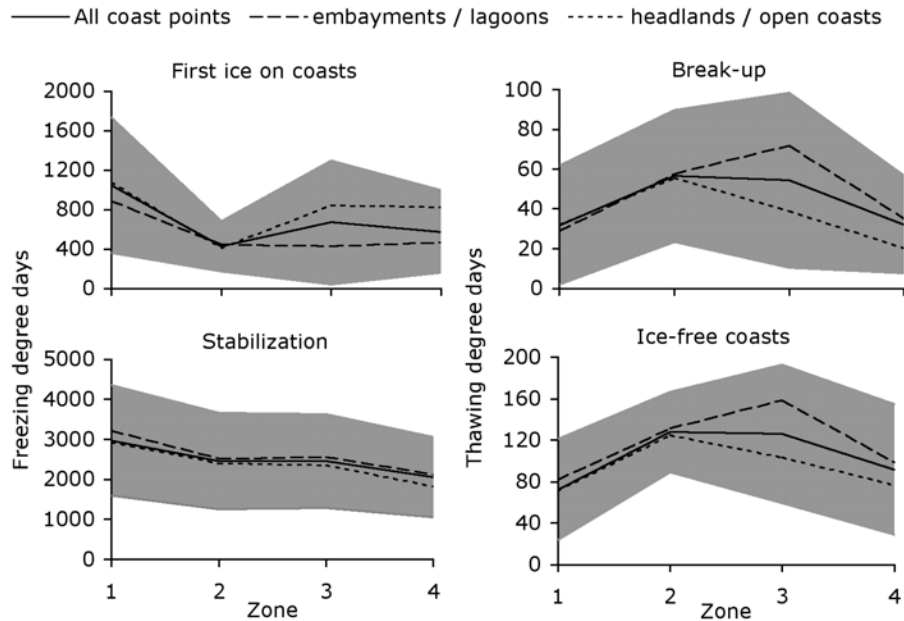 All coast points embayments / lagoons headlands / open coasts
First ice on coasts
2000
1600
1200
800
400
0
Break-up
100
80
60
40
20
0
Stabilization
5000
4000
3000
2000
1000
0
1 2 3 4
Zone
Freezing degree days
Ice-free coasts
200
160
120
80
40
0
1 2 3 4
Zone
Thawing degree days